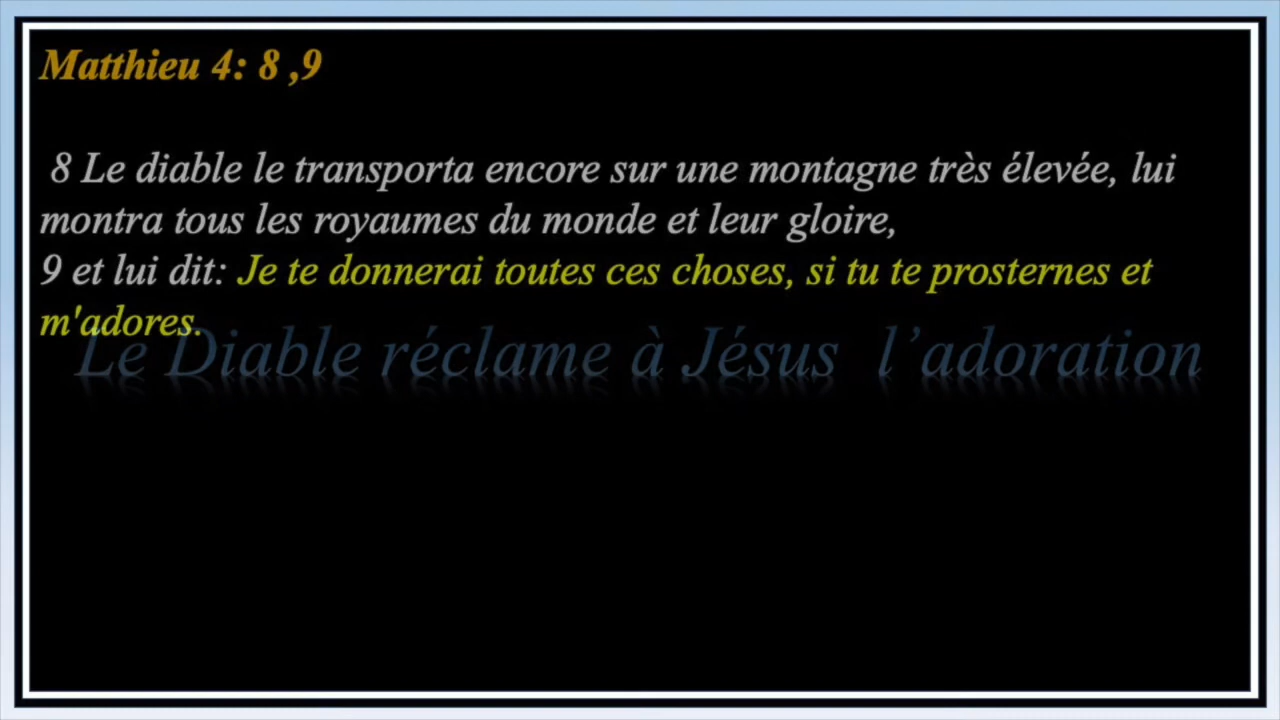 Matthieu 4: 8 ,9
8 Le diable le transporta encore sur une montagne très élevée, lui
montra tous les royaumes du monde et leur gloire,
9 et lui dit: Je te donnerai toutes ces choses, si tu te prosternes et
m'adores.
Le Diable réclame à Jésus l’adoration